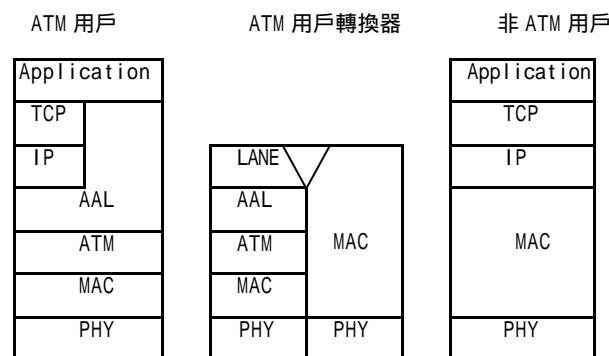 ATM 用戶
ATM 用戶轉換器
非 ATM 用戶
Application
TCP
IP
AAL
ATM
MAC
PHY
LANE
AAL
ATM
MAC
PHY
MAC
PHY
Application
TCP
IP
MAC
PHY